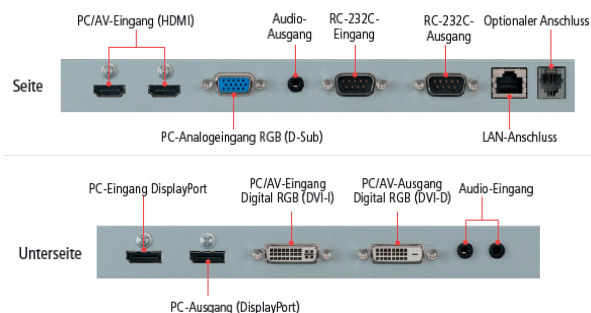 PC/AV-Eingang (HDMI)
Audio-
Ausgang
RC-232C-
Eingang
RC-232C-
Ausgang
Optionaler Anschluss
Seite
PC-Analogeingang RGB (D-Sub)
LAN-Anschluss
PC-Eingang DisplayPort
PC/AV-Eingang
Digital RGB (DVI-I)
PC/AV-Ausgang
Digital RGB (DVI-D)
Audio-Eingang
Unterseite
PC-Ausgang (DisplayPort)